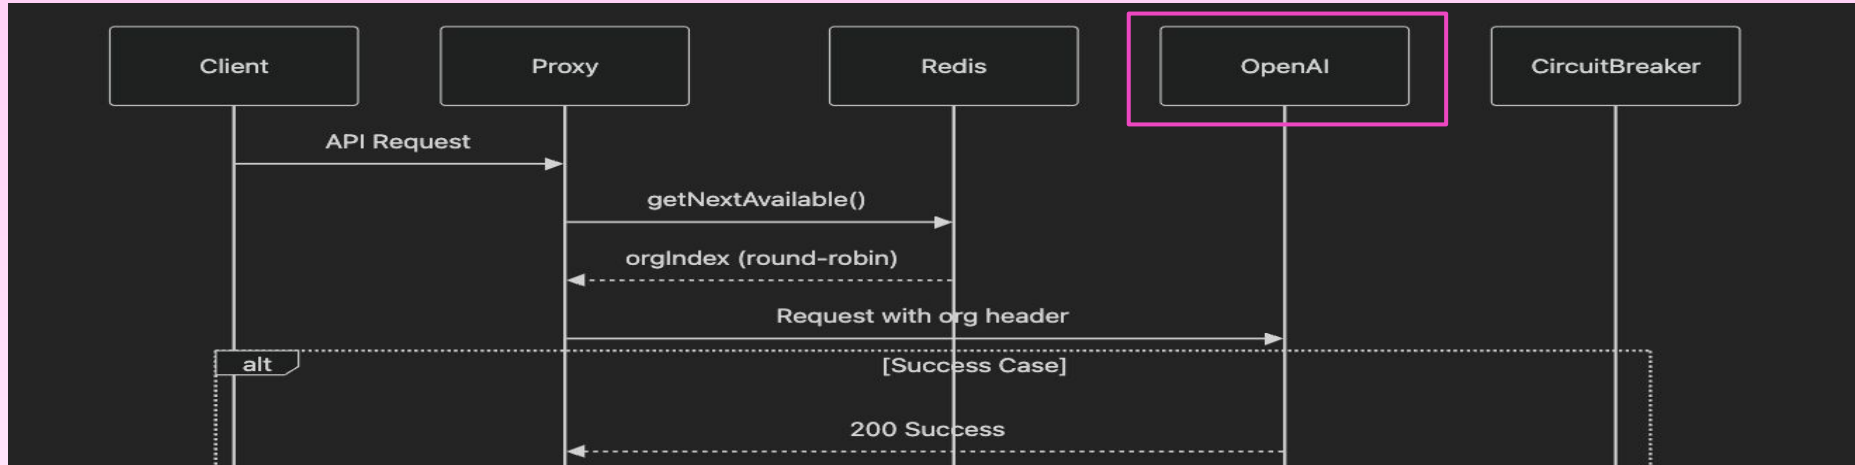 Client
Proxy
Redis
OpenAI
CircuitBreaker
API Request
getNextAvailable()
orgIndex (round-robin)
Request with org header
alt
[Success Case]
200 Success